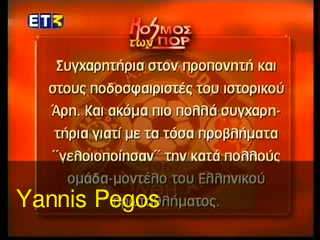 ET3
ΚΟΣΜΟΣ
των ΣΠΟΡ
Συγχαρητήρια στον προπονητή και
στους ποδοσφαιριστές του ιστορικού
Άρη. Και ακόμα πιο πολλά συγχαρη-
τήρια γιατί με τα τόσα προβλήματα
΄΄γελοιοποίησαν΄΄ την κατά πολλούς
ομάδα-μοντέλο του Ελληνικού
Yannis Pegos